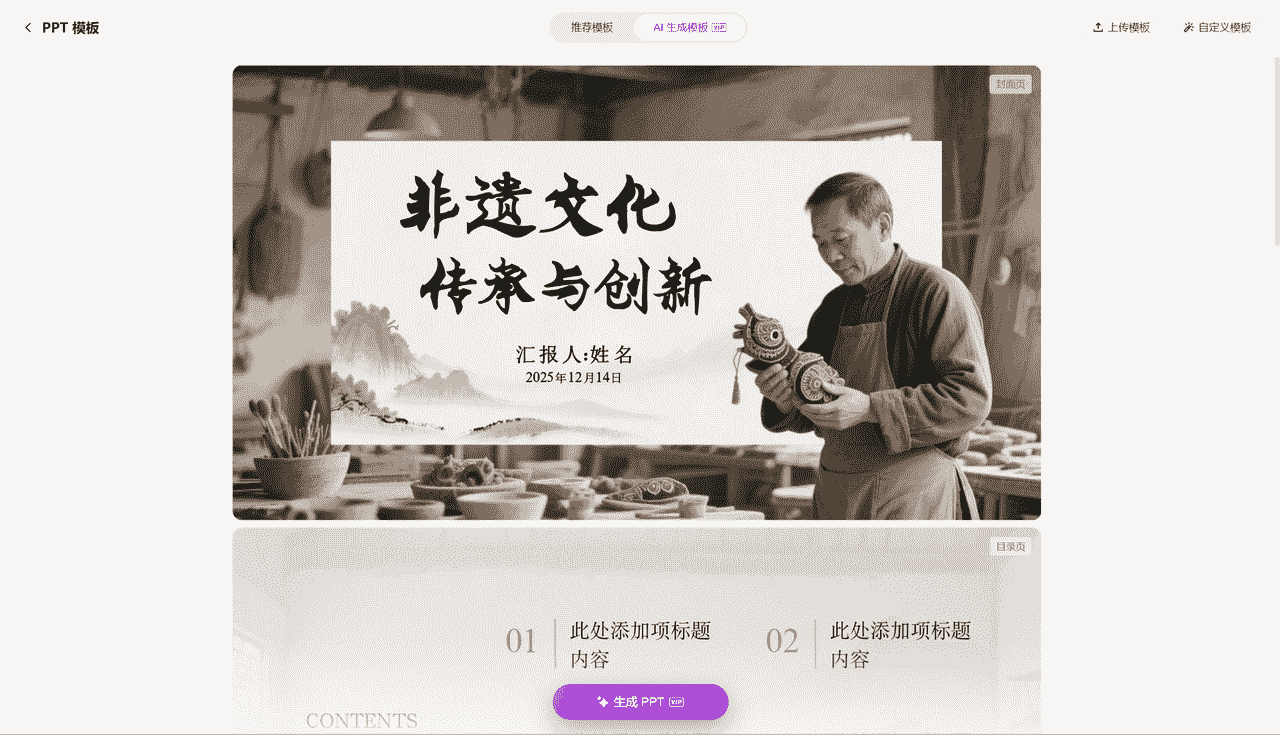 PPT 模板
推荐模板
AI 生成模板 VIP
上传模板
自定义模板
封面页
非遗文化
传承与创新
汇报人:姓名
2025年12月14日
目录页
01
此处添加项标题
内容
02
此处添加项标题
内容
生成 PPT VIP
CONTENTS